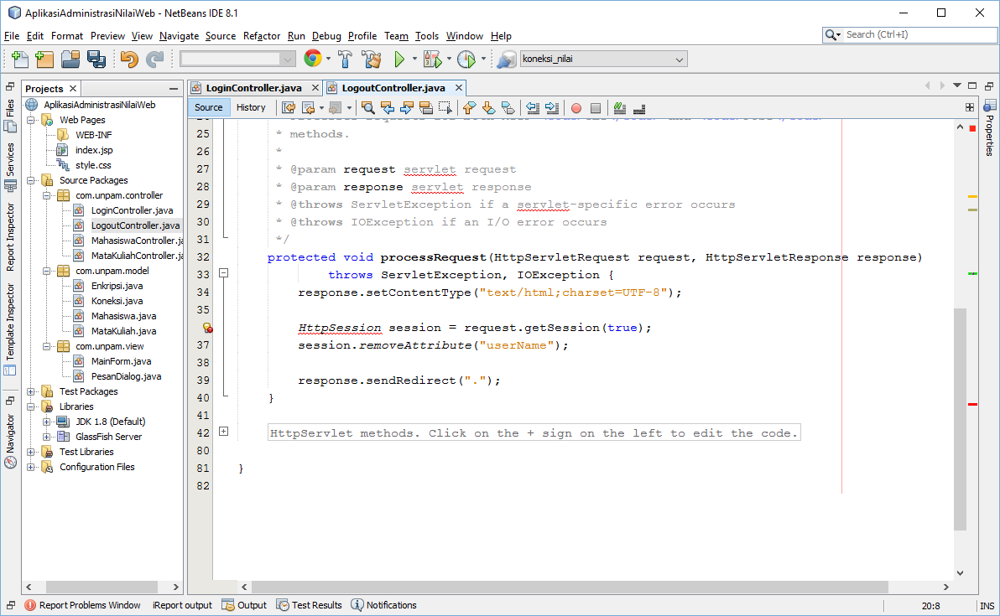 AplikasiAdministrasiNilaiWeb - NetBeans IDE 8.1
File Edit Format Preview View Navigate Source Refactor Run Debug Profile Team Tools Window Help
Search (Ctrl+I)
koneksi_nilai
Files
Services
Report Inspector
Template Inspector
Navigator
Projects
AplikasiAdministrasiNilaiWeb
Web Pages
WEB-INF
index.jsp
style.css
Source Packages
com.unpam.controller
LoginController.java
LogoutController.java
MahasiswaController.ja
MataKuliahController.ja
com.unpam.model
Enkripsi.java
Koneksi.java
Mahasiswa.java
MataKuliah.java
com.unpam.view
MainForm.java
PesanDialog.java
Test Packages
Libraries
JDK 1.8 (Default)
GlassFish Server
Test Libraries
Configuration Files
LoginController.java LogoutController.java
Source History
25 * methods.
26 *
27 * @param request servlet request
28 * @param response servlet response
29 * @throws ServletException if a servlet-specific error occurs
30 * @throws IOException if an I/O error occurs
31 */
32 protected void processRequest(HttpServletRequest request, HttpServletResponse response)
33 throws ServletException, IOException {
34 response.setContentType("text/html;charset=UTF-8");
35
HttpSession session = request.getSession(true);
37 session.removeAttribute("userName");
38
39 response.sendRedirect(".");
40 }
41
42 HttpServlet methods. Click on the + sign on the left to edit the code.
80
81 }
82
Properties
Report Problems Window iReport output Output Test Results Notifications
20:8 INS